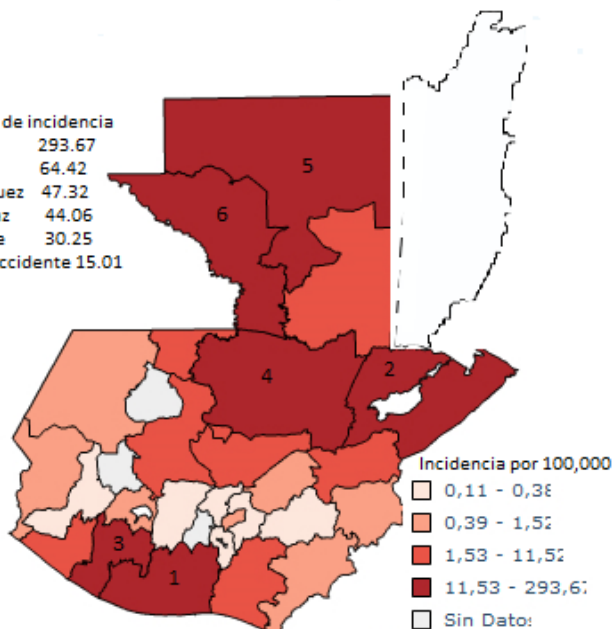 de incidencia
293.67
64.42
uez 47.32
az 44.06
e 30.25
ccidente 15.01
5
6
4
2
3
1
Incidencia por 100,000
0,11 - 0,38
0,39 - 1,52
1,53 - 11,52
11,53 - 293,67
Sin Datos